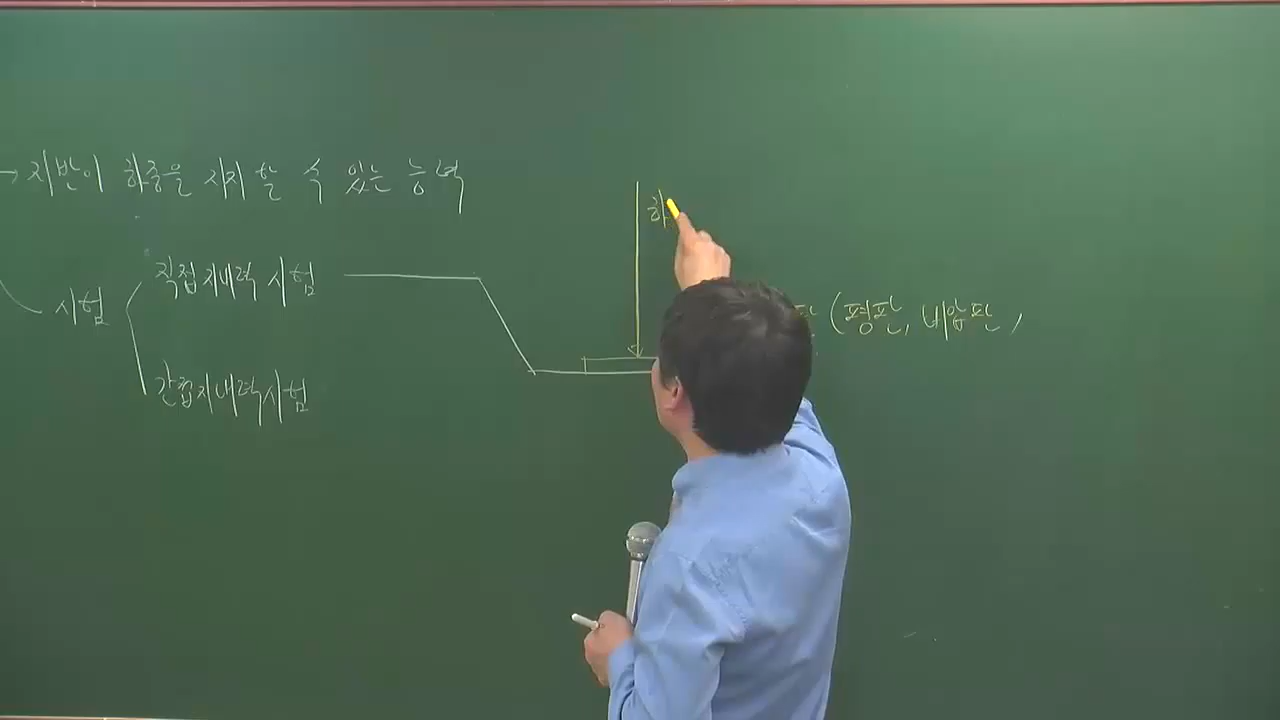 → 지반이 하중을 지지할 수 있는 능력
하
직접지내력 시험
시험
판 (평판, 재하판,
간접지내력시험